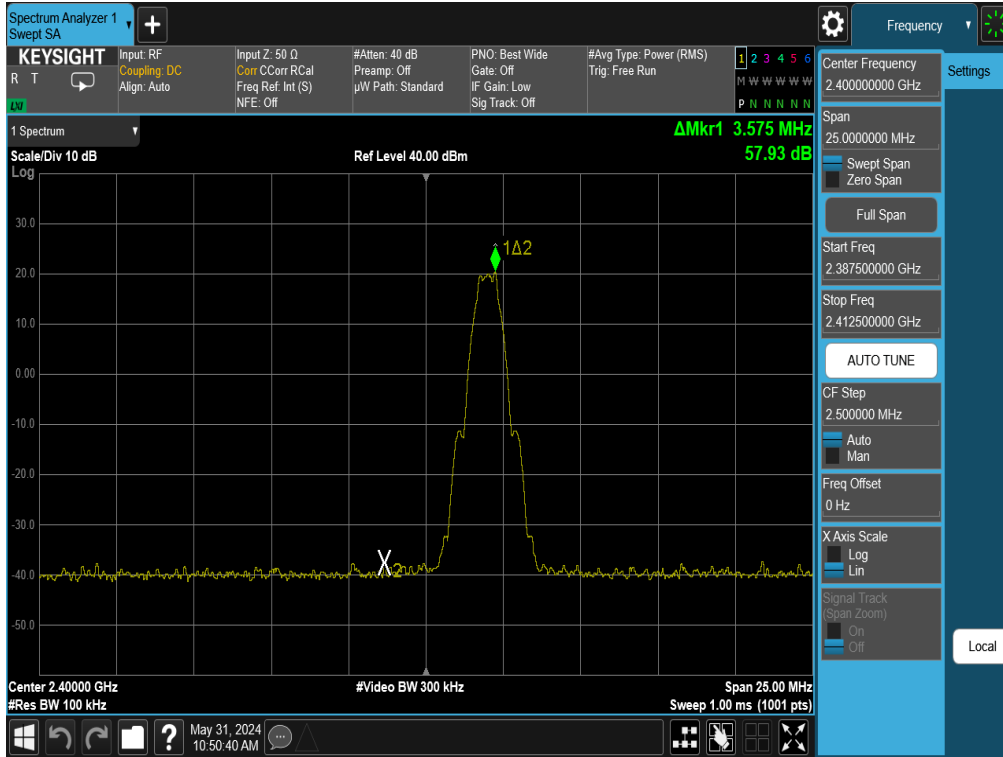 Spectrum Analyzer 1
Swept SA
+
Frequency
KEYSIGHT
R T
LXI
Input: RF
Coupling: DC
Align: Auto
Input Z: 50 Ω
Corr CCorr RCal
Freq Ref: Int (S)
NFE: Off
#Atten: 40 dB
Preamp: Off
µW Path: Standard
PNO: Best Wide
Gate: Off
IF Gain: Low
Sig Track: Off
#Avg Type: Power (RMS)
Trig: Free Run
1 2 3 4 5 6
M W W W W W
P N N N N N
1 Spectrum
ΔMkr1 3.575 MHz
57.93 dB
Scale/Div 10 dB
Ref Level 40.00 dBm
Log
30.0
20.0
10.0
0.00
-10.0
-20.0
-30.0
-40.0
-50.0
1Δ2
X2
Center 2.40000 GHz
#Video BW 300 kHz
Span 25.00 MHz
#Res BW 100 kHz
Sweep 1.00 ms (1001 pts)
?
May 31, 2024
10:50:40 AM
Center Frequency
2.400000000 GHz
Span
25.0000000 MHz
Swept Span
Zero Span
Full Span
Start Freq
2.387500000 GHz
Stop Freq
2.412500000 GHz
AUTO TUNE
CF Step
2.500000 MHz
Auto
Man
Freq Offset
0 Hz
X Axis Scale
Log
Lin
Signal Track
(Span Zoom)
On
Off
Settings
Local